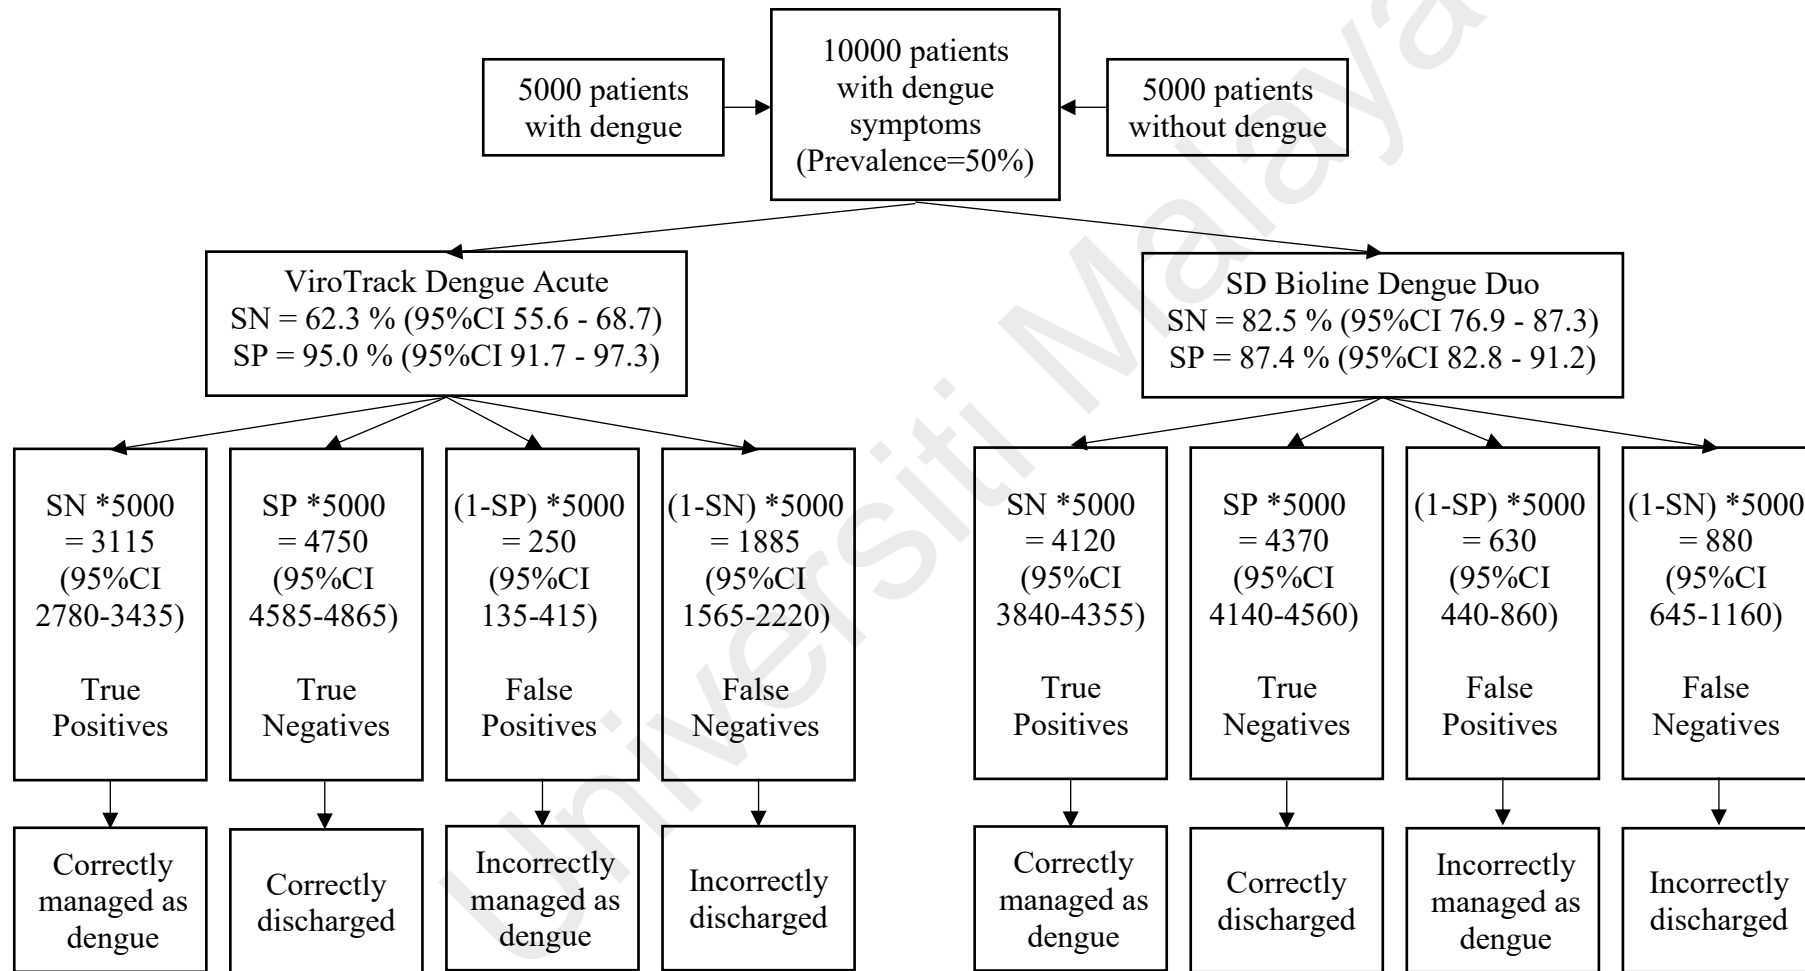 5000 patients
with dengue
10000 patients
with dengue
symptoms
(Prevalence=50%)
5000 patients
without dengue
ViroTrack Dengue Acute
SN = 62.3 % (95%CI 55.6 - 68.7)
SP = 95.0 % (95%CI 91.7 - 97.3)
SD Bioline Dengue Duo
SN = 82.5 % (95%CI 76.9 - 87.3)
SP = 87.4 % (95%CI 82.8 - 91.2)
SN *5000
= 3115
(95%CI
2780-3435)
True
Positives
SP *5000
= 4750
(95%CI
4585-4865)
True
Negatives
(1-SP) *5000
= 250
(95%CI
135-415)
False
Positives
(1-SN) *5000
= 1885
(95%CI
1565-2220)
False
Negatives
SN *5000
= 4120
(95%CI
3840-4355)
True
Positives
SP *5000
= 4370
(95%CI
4140-4560)
True
Negatives
(1-SP) *5000
= 630
(95%CI
440-860)
False
Positives
(1-SN) *5000
= 880
(95%CI
645-1160)
False
Negatives
Correctly
managed as
dengue
Correctly
discharged
Incorrectly
managed as
dengue
Incorrectly
discharged
Correctly
managed as
dengue
Correctly
discharged
Incorrectly
managed as
dengue
Incorrectly
discharged
Universiti Malaya